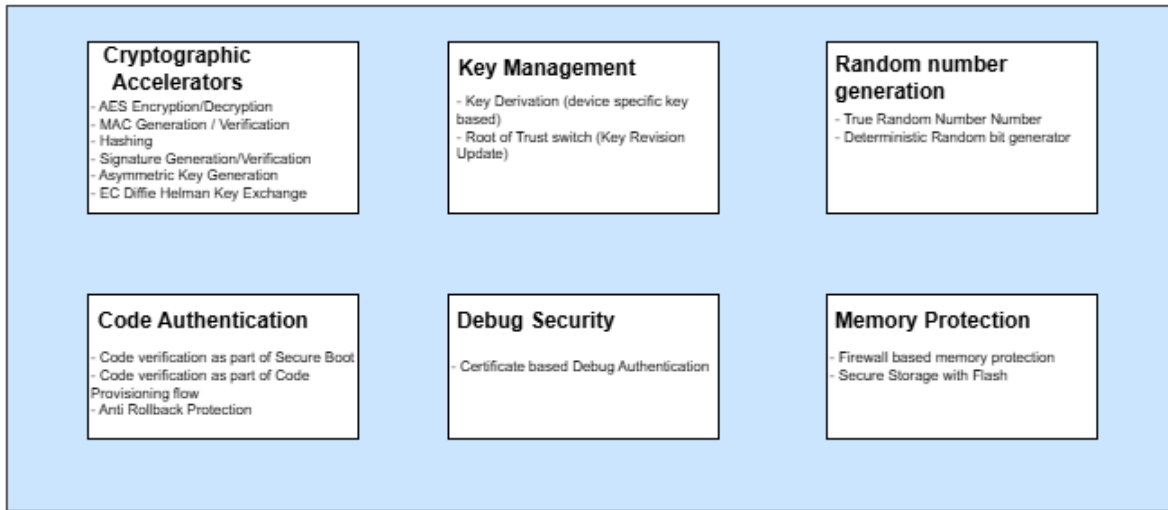 Cryptographic
Accelerators
- AES Encryption/Decryption
- MAC Generation / Verification
- Hashing
- Signature Generation/Verification
- Asymmetric Key Generation
- EC Diffie Helman Key Exchange
Key Management
- Key Derivation (device specific key
based)
- Root of Trust switch (Key Revision
Update)
Random number
generation
- True Random Number Number
- Deterministic Random bit generator
Code Authentication
- Code verification as part of Secure Boot
- Code verification as part of Code
Provisioning flow
- Anti Rollback Protection
Debug Security
- Certificate based Debug Authentication
Memory Protection
- Firewall based memory protection
- Secure Storage with Flash